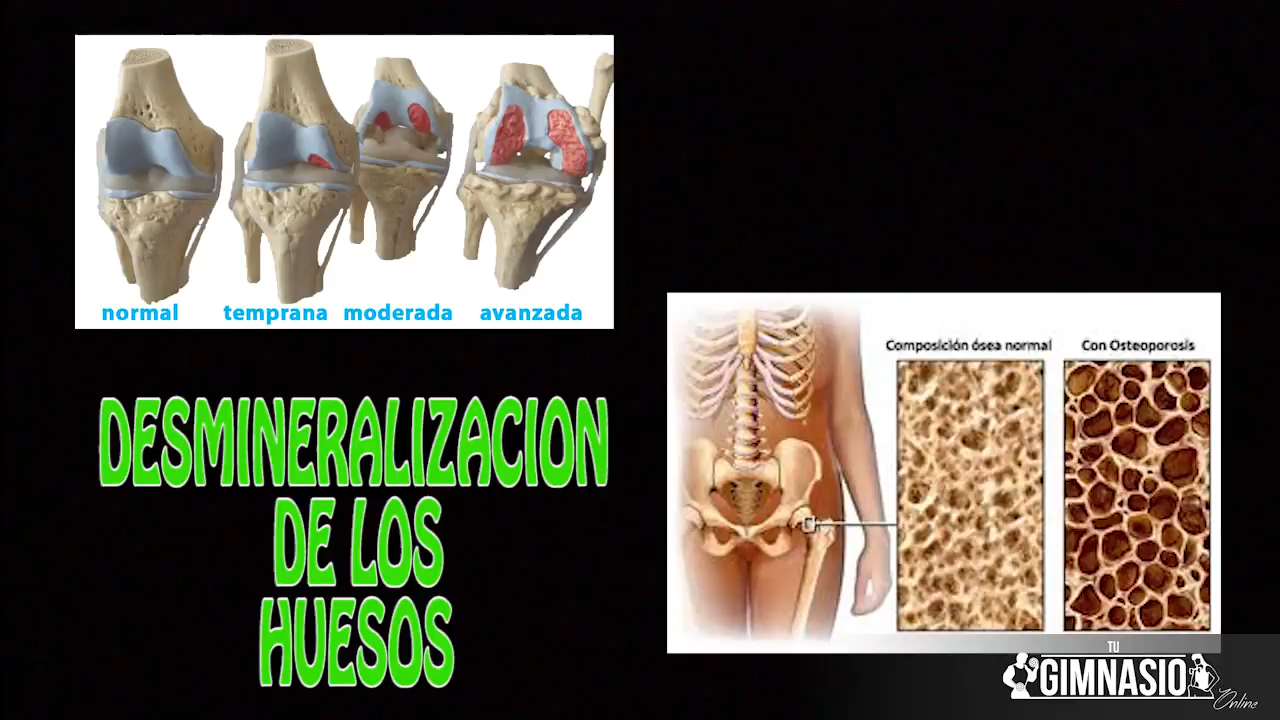 normal temprana moderada avanzada
Composición ósea normal
Con Osteoporosis
DESMINERALIZACION
DE LOS
HUESOS
TU
GIMNASIO
Online